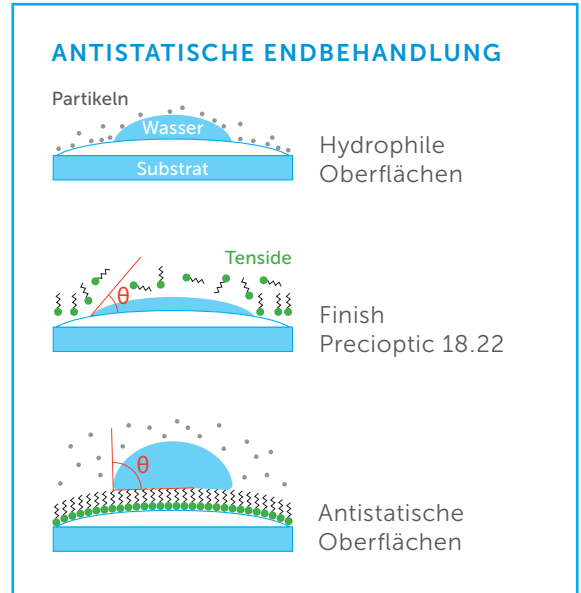 ANTISTATISCHE ENDBEHANDLUNG
Partikeln
Wasser
Substrat
Hydrophile
Oberflächen
Tenside
θ
Finish
Precioptic 18.22
θ
Antistatische
Oberflächen